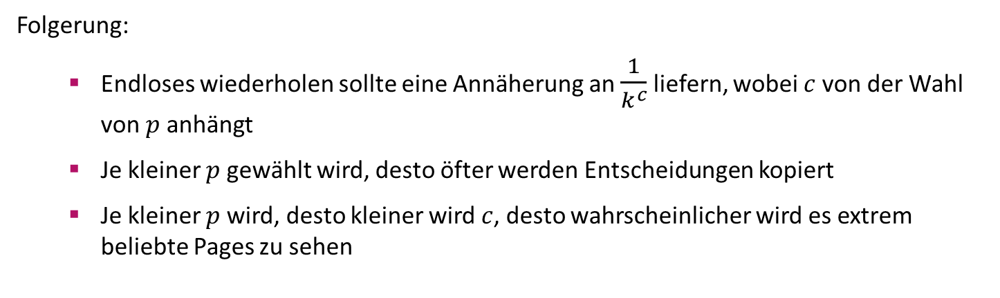 Folgerung:
▪ Endloses wiederholen sollte eine Annäherung an $\frac{1}{k^c}$ liefern, wobei $c$ von der Wahl
von $p$ anhängt
▪ Je kleiner $p$ gewählt wird, desto öfter werden Entscheidungen kopiert
▪ Je kleiner $p$ wird, desto kleiner wird $c$, desto wahrscheinlicher wird es extrem
beliebte Pages zu sehen